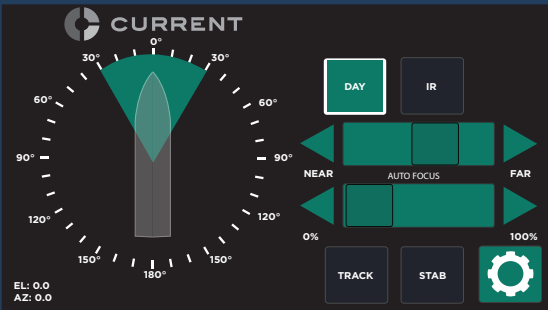 CURRENT
0°
30° 30°
60° 60°
90° 90°
120° 120°
150° 150°
180°
EL: 0.0
AZ: 0.0
DAY IR
NEAR FAR
AUTO FOCUS
0% 100%
TRACK STAB